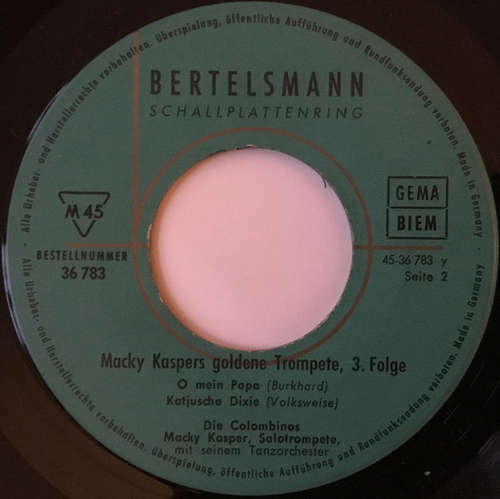 · Alle Urheber- und Herstellerrechte vorbehalten. Überspielung, öffentliche Aufführung und Rundfunksendung verboten. Made in Germany
BERTELSMANN
SCHALLPLATTENRING
M 45
GEMA
BIEM
BESTELLNUMMER
36 783
45-36 783 y
Seite 2
Macky Kaspers goldene Trompete, 3. Folge
O mein Papa (Burkhard)
Katjuscha Dixie (Volksweise)
Die Colombinos
Macky Kasper, Solotrompete,
mit seinem Tanzorchester
· Alle Urheber- und Herstellerrechte vorbehalten. Überspielung, öffentliche Aufführung und Rundfunksendung verboten. Made in Germany